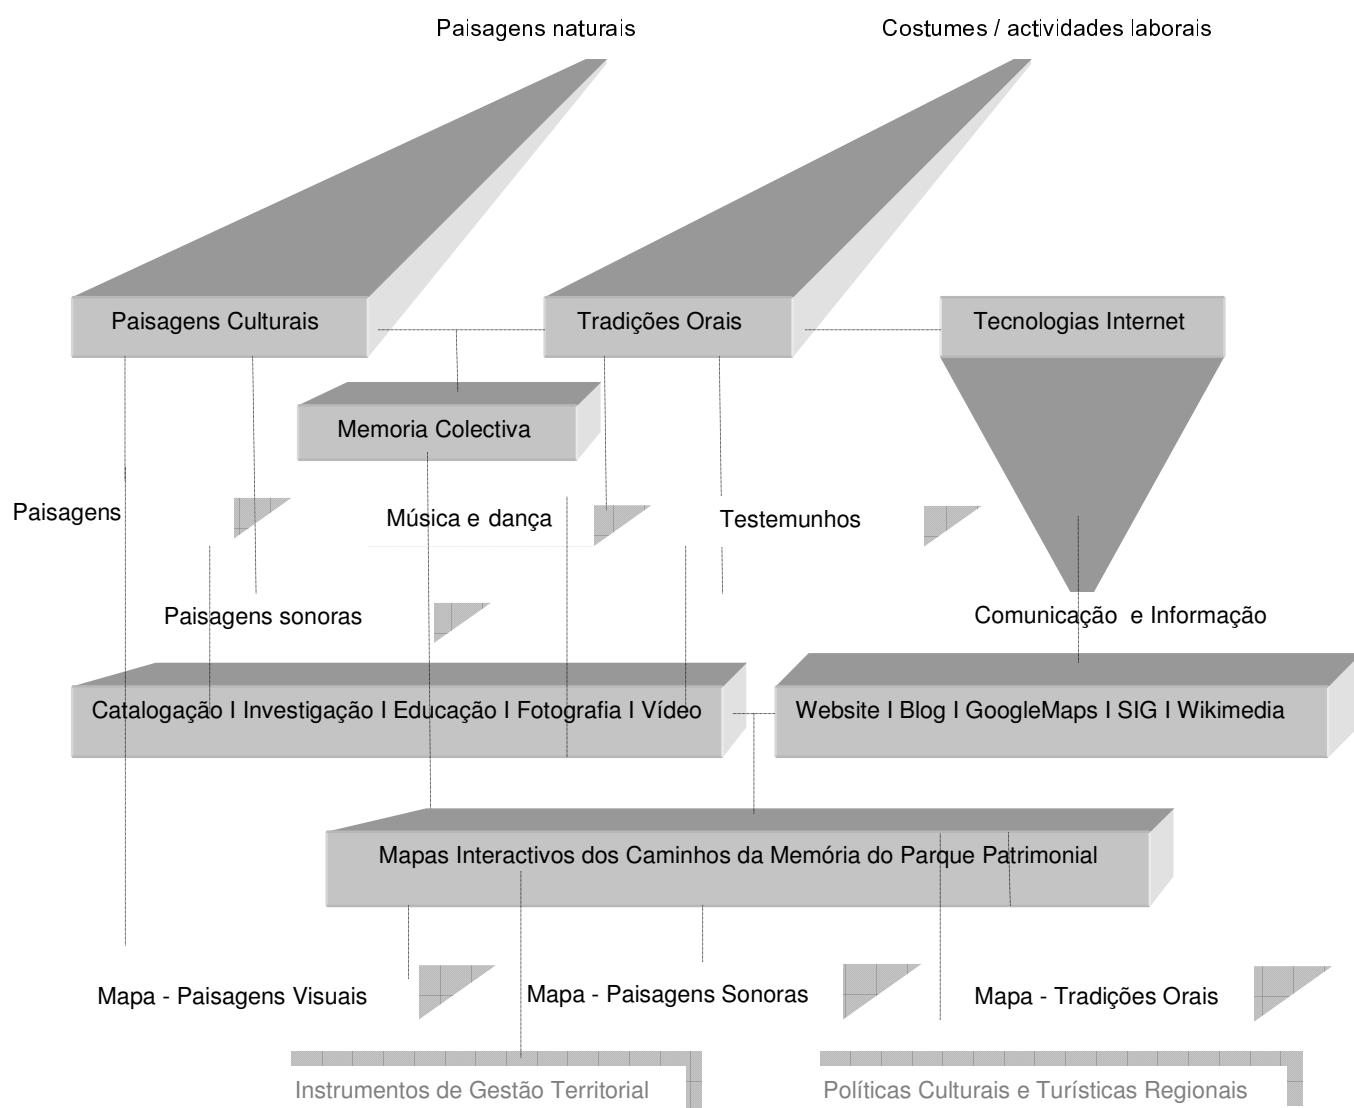 Paisagens naturais
Costumes / actividades laborais
Paisagens Culturais
Tradições Orais
Tecnologias Internet
Memoria Colectiva
Paisagens
Música e dança
Testemunhos
Paisagens sonoras
Comunicação e Informação
Catalogação I Investigação I Educação I Fotografia I Vídeo
Website I Blog I GoogleMaps I SIG I Wikimedia
Mapas Interactivos dos Caminhos da Memória do Parque Patrimonial
Mapa - Paisagens Visuais
Mapa - Paisagens Sonoras
Mapa - Tradições Orais
Instrumentos de Gestão Territorial
Políticas Culturais e Turísticas Regionais